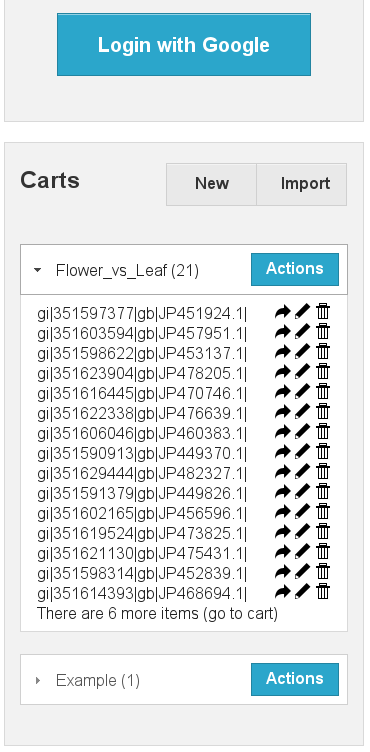 Login with Google
Carts
New
Import
Flower_vs_Leaf (21)
Actions
gi|351597377|gb|JP451924.1|
gi|351603594|gb|JP457951.1|
gi|351598622|gb|JP453137.1|
gi|351623904|gb|JP478205.1|
gi|351616445|gb|JP470746.1|
gi|351622338|gb|JP476639.1|
gi|351606046|gb|JP460383.1|
gi|351590913|gb|JP449370.1|
gi|351629444|gb|JP482327.1|
gi|351591379|gb|JP449826.1|
gi|351602165|gb|JP456596.1|
gi|351619524|gb|JP473825.1|
gi|351621130|gb|JP475431.1|
gi|351598314|gb|JP452839.1|
gi|351614393|gb|JP468694.1|
There are 6 more items (go to cart)
Example (1)
Actions